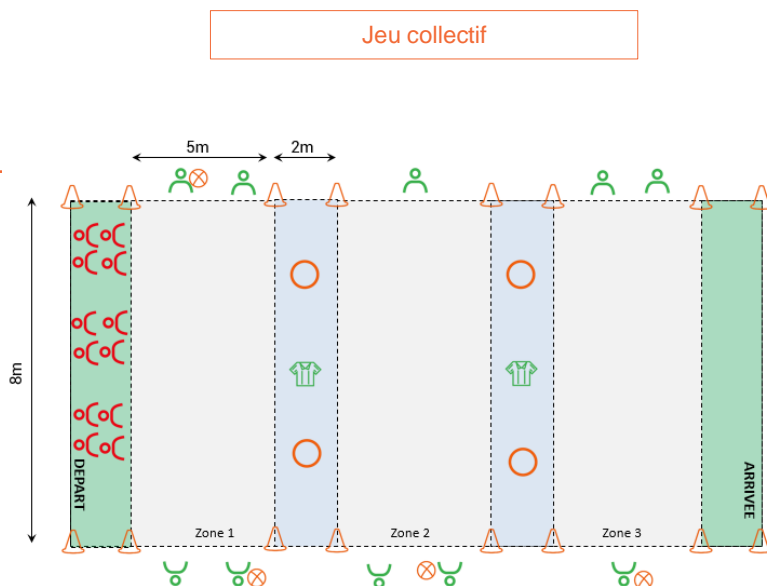 Jeu collectif
5m
2m
8m
DEPART
ARRIVEE
Zone 1
Zone 2
Zone 3